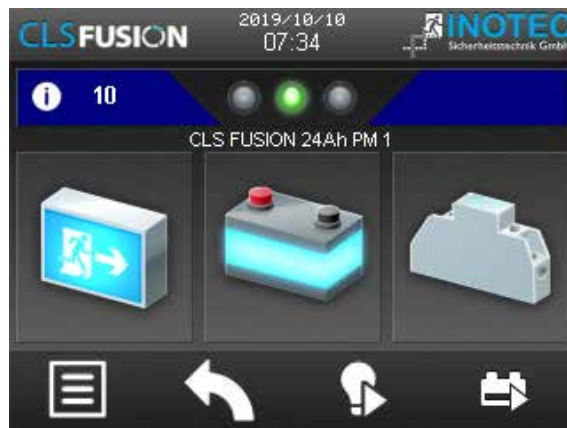 CLSFUSION
2019/10/10
07:34
INOTEC
Sicherheitstechnik GmbH
i 10
CLS FUSION 24Ah PM 1